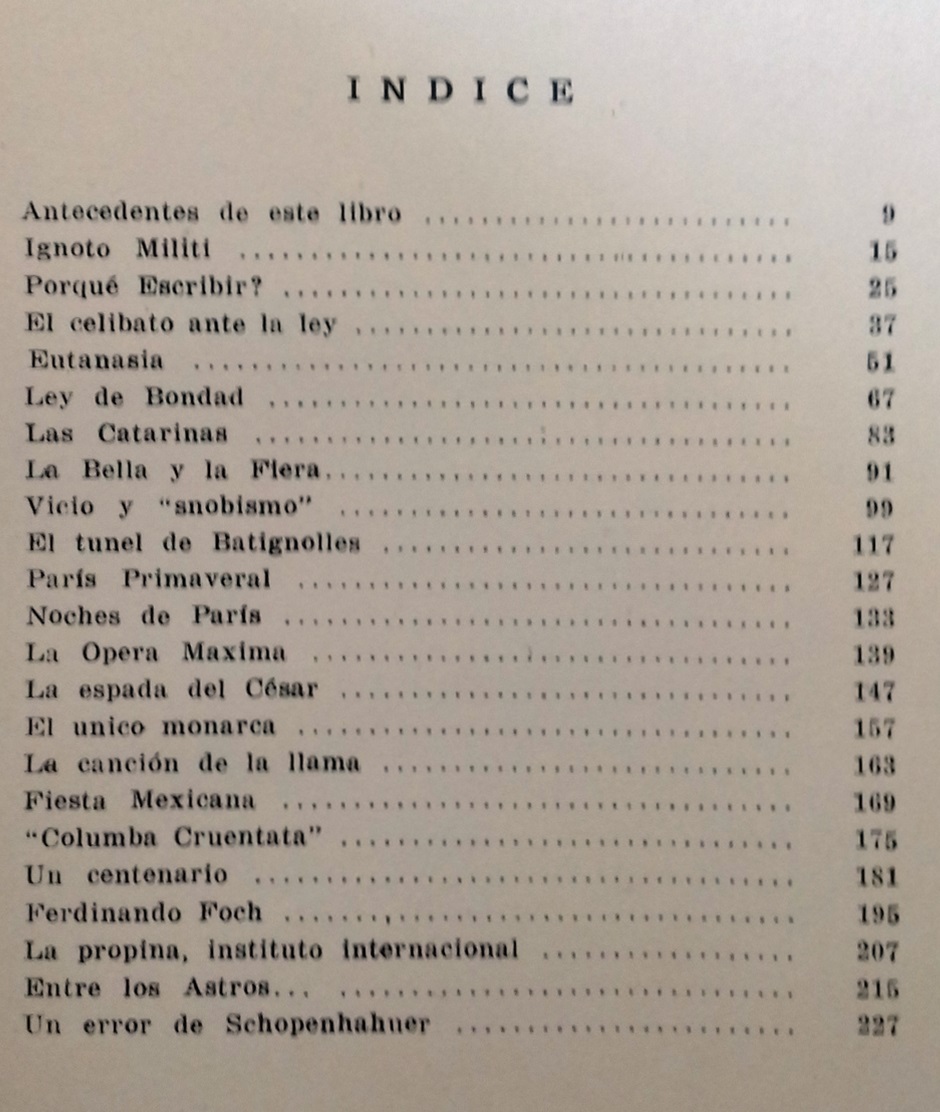 INDICE
Antecedentes de este libro ........................... 9
Ignoto Militi ....................................... 15
Porqué Escribir? .................................... 25
El celibato ante la ley ............................... 37
Eutanasia .......................................... 51
Ley de Bondad ..................................... 67
Las Catarinas ...................................... 83
La Bella y la Fiera................................. 91
Vicio y “snobismo” ................................ 99
El tunel de Batignolles ............................. 117
París Primaveral ................................... 127
Noches de París .................................... 133
La Opera Maxima .................................. 139
La espada del César ................................ 147
El unico monarca ................................... 157
La canción de la llama ............................. 163
Fiesta Mexicana .................................... 169
“Columba Cruentata” ................................ 175
Un centenario ...................................... 181
Ferdinando Foch .................................... 195
La propina, instituto internacional .................. 207
Entre los Astros... ................................ 215
Un error de Schopenhahuer ........................ 227